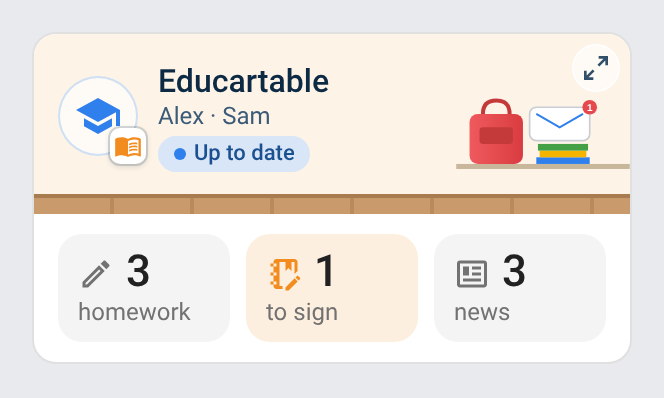 Educartable
Alex · Sam
Up to date
1
3
homework
1
to sign
3
news